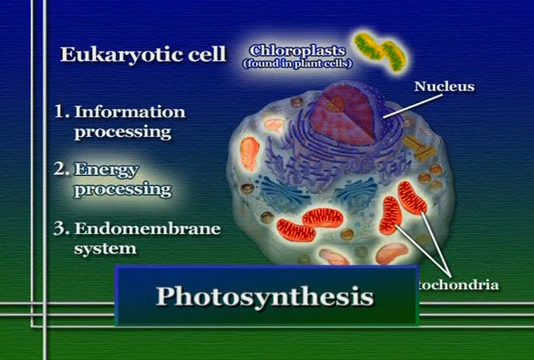 Eukaryotic cell
Chloroplasts
(found in plant cells)
Nucleus
1. Information
processing
2. Energy
processing
3. Endomembrane
system
tochondria
Photosynthesis